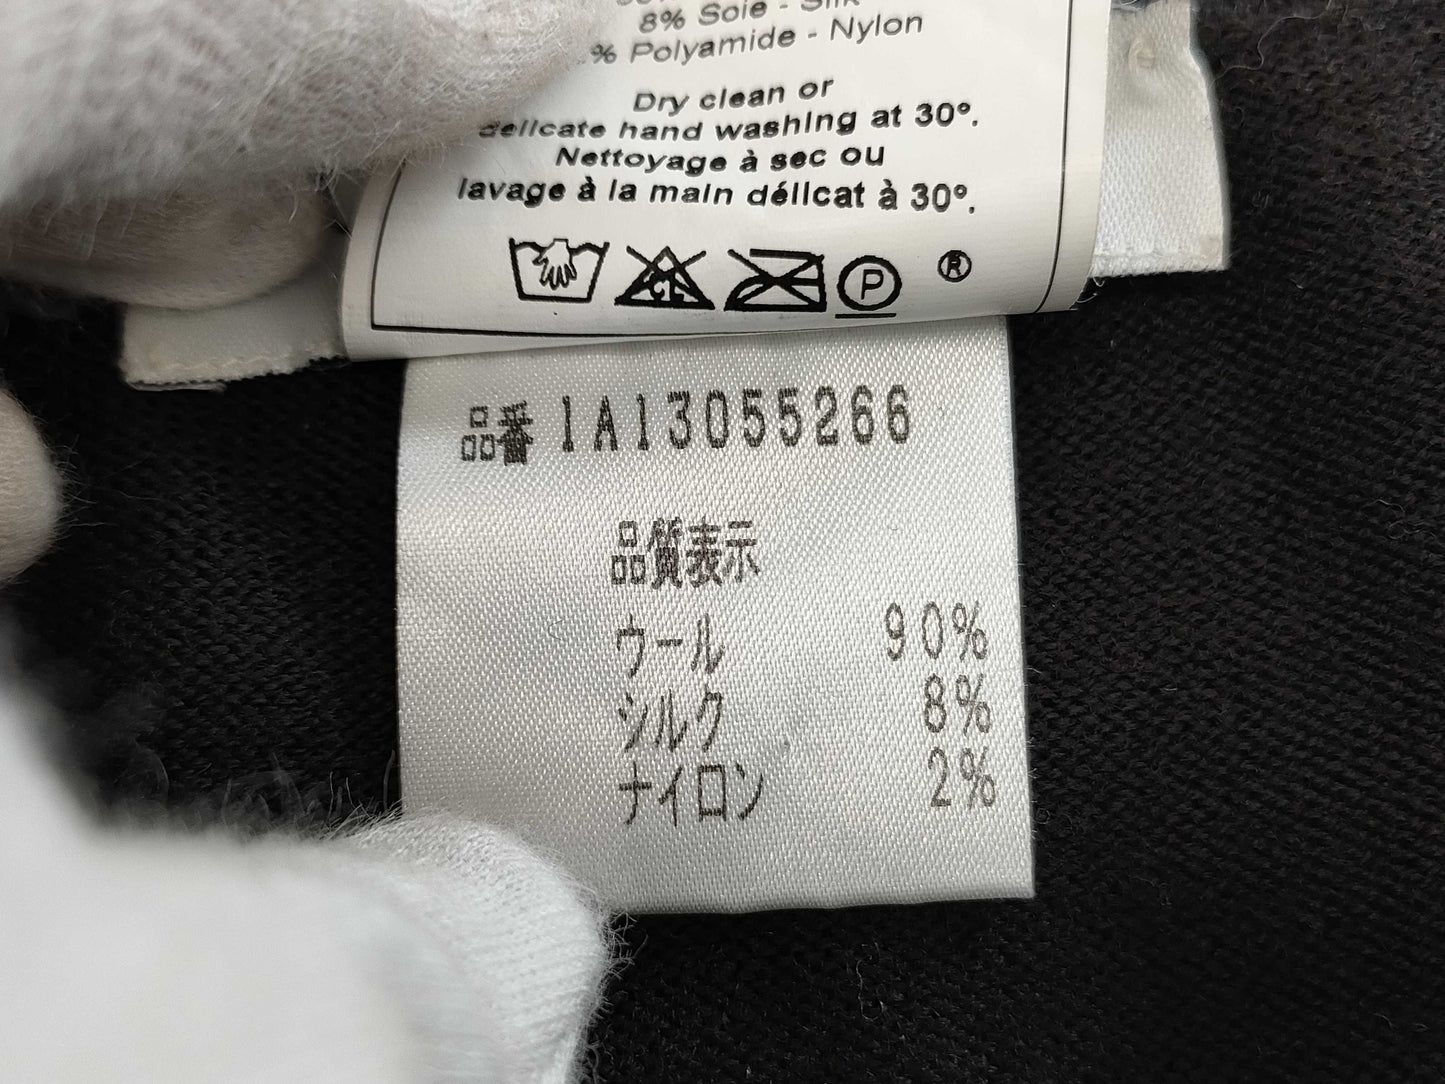 8% Soie - Silk
% Polyamide - Nylon
Dry clean or
delicate hand washing at 30°.
Nettoyage à sec ou
lavage à la main délicat à 30°.
CL P ®
品番 1A13055266
品質表示
ウール 90%
シルク 8%
ナイロン 2%